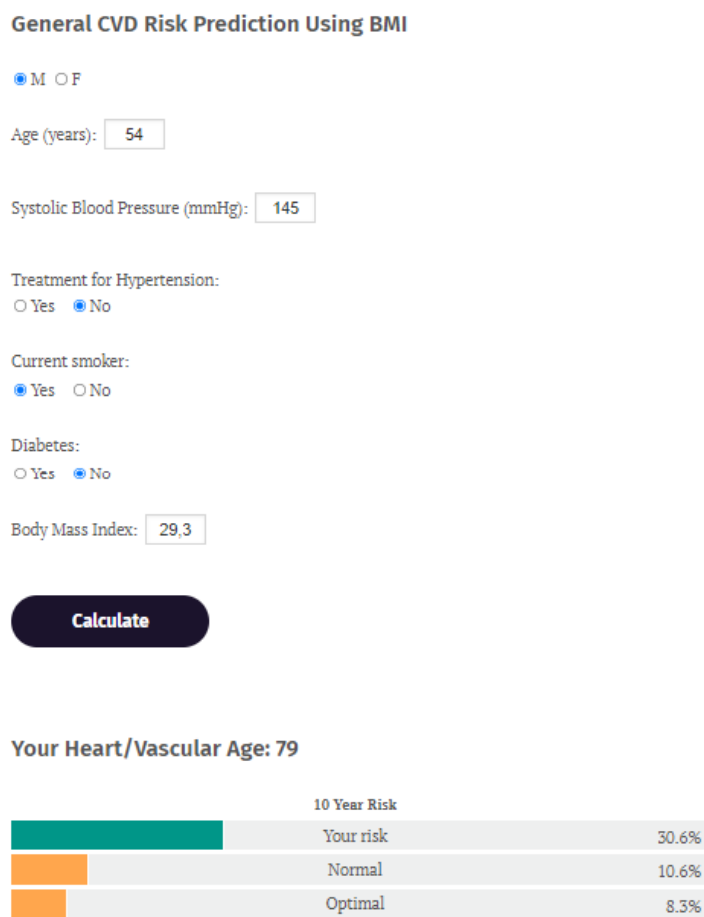 General CVD Risk Prediction Using BMI
M F
Age (years): 54
Systolic Blood Pressure (mmHg): 145
Treatment for Hypertension:
Yes No
Current smoker:
Yes No
Diabetes:
Yes No
Body Mass Index: 29,3
Calculate
Your Heart/Vascular Age: 79
10 Year Risk
Your risk 30.6%
Normal 10.6%
Optimal 8.3%